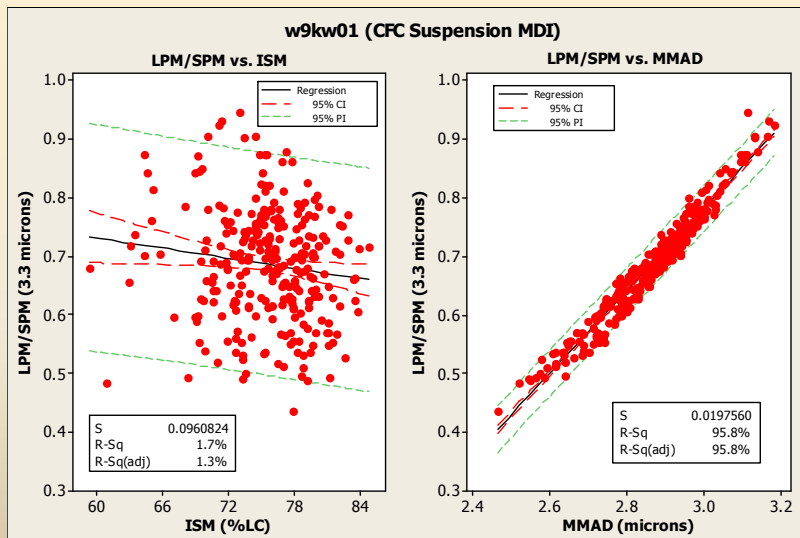 w9kw01 (CFC Suspension MDI)
LPM/SPM vs. ISM
1.0
0.9
0.8
0.7
0.6
0.5
0.4
0.3
LPM/SPM (3.3 microns)
Regression
95% CI
95% PI
S 0.0960824
R-Sq 1.7%
R-Sq(adj) 1.3%
60 66 72 78 84
ISM (%LC)
LPM/SPM vs. MMAD
1.0
0.9
0.8
0.7
0.6
0.5
0.4
0.3
LPM/SPM (3.3 microns)
Regression
95% CI
95% PI
S 0.0197560
R-Sq 95.8%
R-Sq(adj) 95.8%
2.4 2.6 2.8 3.0 3.2
MMAD (microns)